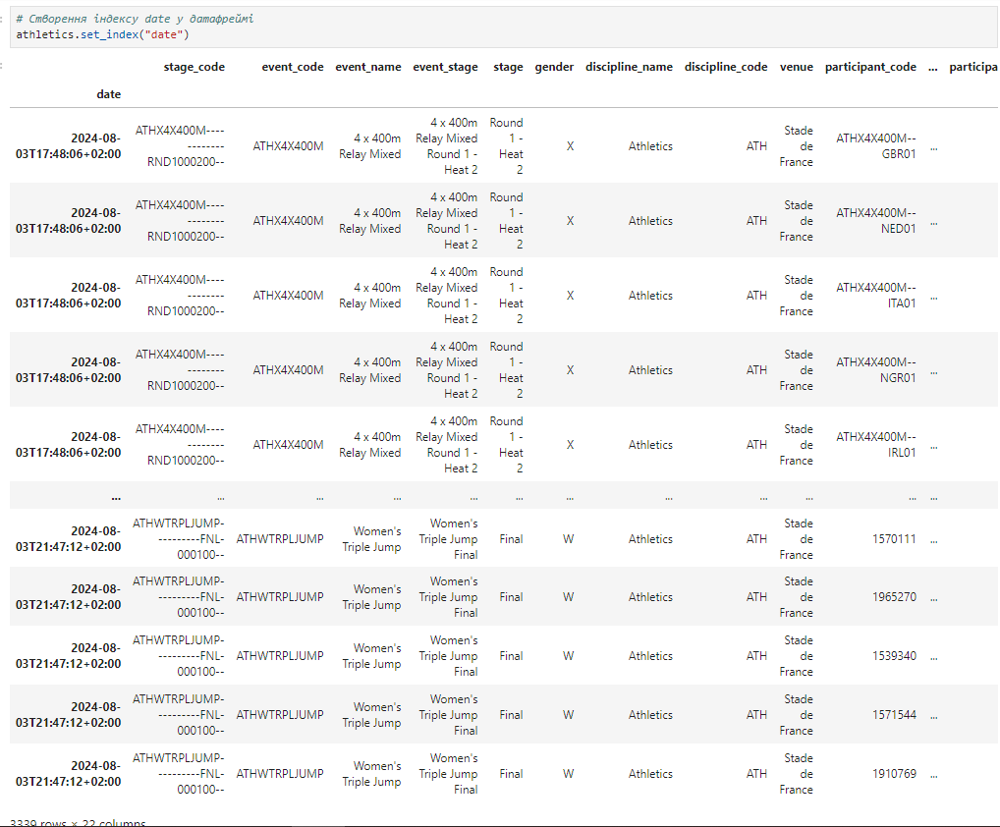 # Створення індексу date у датафреймі
athletics.set_index("date")
stage_code event_code event_name event_stage stage gender discipline_name discipline_code venue participant_code ... participa
date
2024-08-03T17:48:06+02:00 ATHX4X400M------------RND1000200-- ATHX4X400M 4 x 400m Relay Mixed 4 x 400m Relay Mixed Round 1 - Heat 2 Round 1 - Heat 2 X Athletics ATH Stade de France ATHX4X400M--GBR01 ...
2024-08-03T17:48:06+02:00 ATHX4X400M------------RND1000200-- ATHX4X400M 4 x 400m Relay Mixed 4 x 400m Relay Mixed Round 1 - Heat 2 Round 1 - Heat 2 X Athletics ATH Stade de France ATHX4X400M--NED01 ...
2024-08-03T17:48:06+02:00 ATHX4X400M------------RND1000200-- ATHX4X400M 4 x 400m Relay Mixed 4 x 400m Relay Mixed Round 1 - Heat 2 Round 1 - Heat 2 X Athletics ATH Stade de France ATHX4X400M--ITA01 ...
2024-08-03T17:48:06+02:00 ATHX4X400M------------RND1000200-- ATHX4X400M 4 x 400m Relay Mixed 4 x 400m Relay Mixed Round 1 - Heat 2 Round 1 - Heat 2 X Athletics ATH Stade de France ATHX4X400M--NGR01 ...
2024-08-03T17:48:06+02:00 ATHX4X400M------------RND1000200-- ATHX4X400M 4 x 400m Relay Mixed 4 x 400m Relay Mixed Round 1 - Heat 2 Round 1 - Heat 2 X Athletics ATH Stade de France ATHX4X400M--IRL01 ...
... ... ... ... ... ... ... ... ... ... ... ...
2024-08-03T21:47:12+02:00 ATHWTRPLJUMP----------FNL-000100-- ATHWTRPLJUMP Women's Triple Jump Women's Triple Jump Final Final W Athletics ATH Stade de France 1570111 ...
2024-08-03T21:47:12+02:00 ATHWTRPLJUMP----------FNL-000100-- ATHWTRPLJUMP Women's Triple Jump Women's Triple Jump Final Final W Athletics ATH Stade de France 1965270 ...
2024-08-03T21:47:12+02:00 ATHWTRPLJUMP----------FNL-000100-- ATHWTRPLJUMP Women's Triple Jump Women's Triple Jump Final Final W Athletics ATH Stade de France 1539340 ...
2024-08-03T21:47:12+02:00 ATHWTRPLJUMP----------FNL-000100-- ATHWTRPLJUMP Women's Triple Jump Women's Triple Jump Final Final W Athletics ATH Stade de France 1571544 ...
2024-08-03T21:47:12+02:00 ATHWTRPLJUMP----------FNL-000100-- ATHWTRPLJUMP Women's Triple Jump Women's Triple Jump Final Final W Athletics ATH Stade de France 1910769 ...
3339 rows × 22 columns